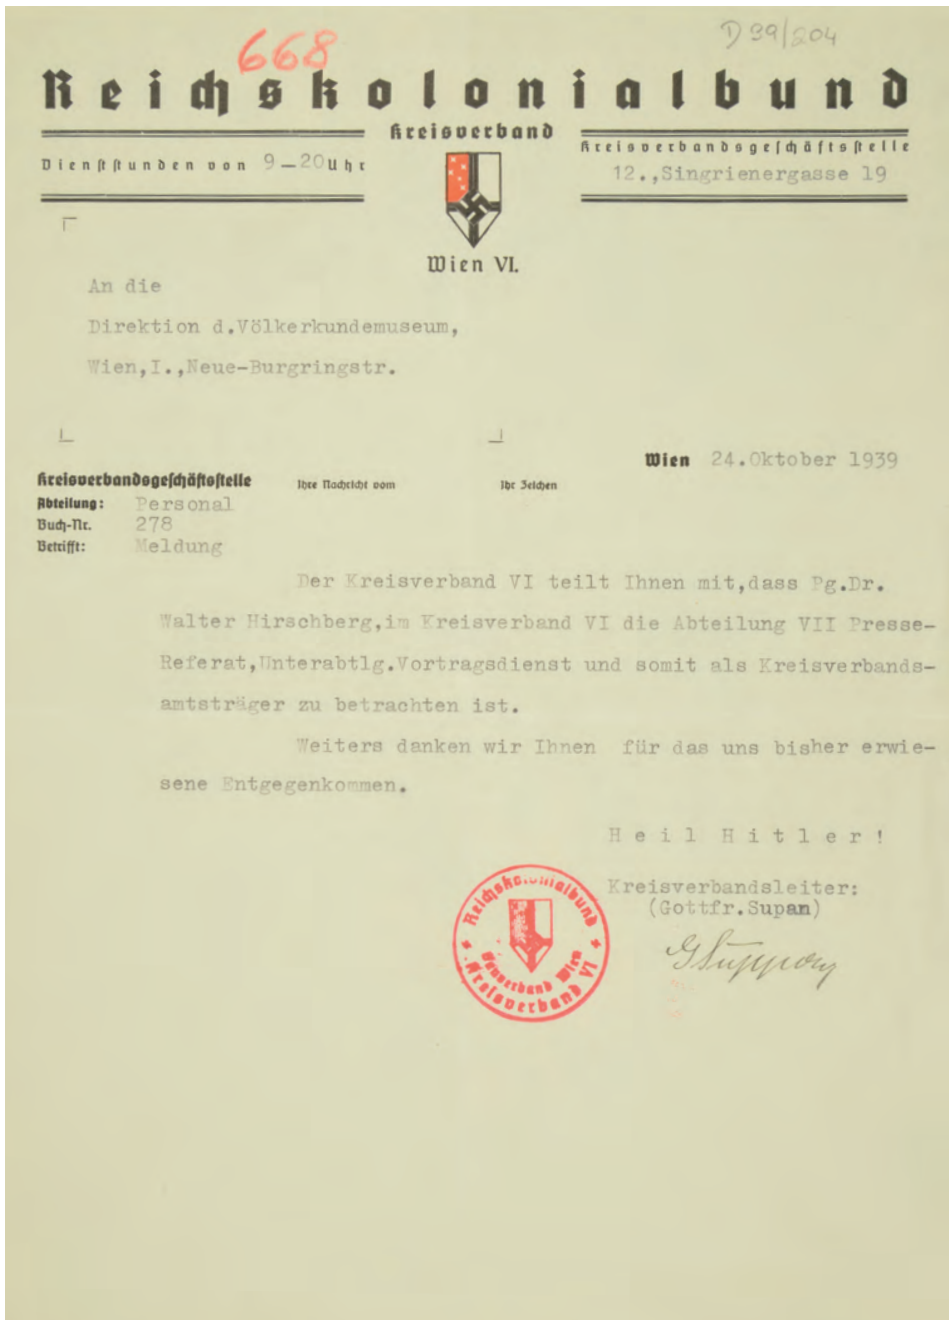 668
D 39/204
Reichskolonialbund
Kreisverband
Dienststunden von 9-20 Uhr
Kreisverbandsgeschäftsstelle
12.,Singrienergasse 19
Wien VI.
An die
Direktion d.Völkerkundemuseum,
Wien,I.,Neue-Burgringstr.
Wien 24.Oktober 1939
Kreisverbandsgeschäftsstelle
Ihre Nachricht vom
Ihr Zeichen
Abteilung: Personal
Buch-Nr. 278
Betrifft: Meldung
Der Kreisverband VI teilt Ihnen mit,dass Pg.Dr.
Walter Hirschberg,im Kreisverband VI die Abteilung VII Presse-
Referat,Unterabtlg.Vortragsdienst und somit als Kreisverbands-
amtsträger zu betrachten ist.
Weiters danken wir Ihnen für das uns bisher erwie-
sene Entgegenkommen.
Heil Hitler!
Kreisverbandsleiter:
(Gottfr.Supan)
Reichskolonialbund
Gauverband Wien
Kreisverband VI